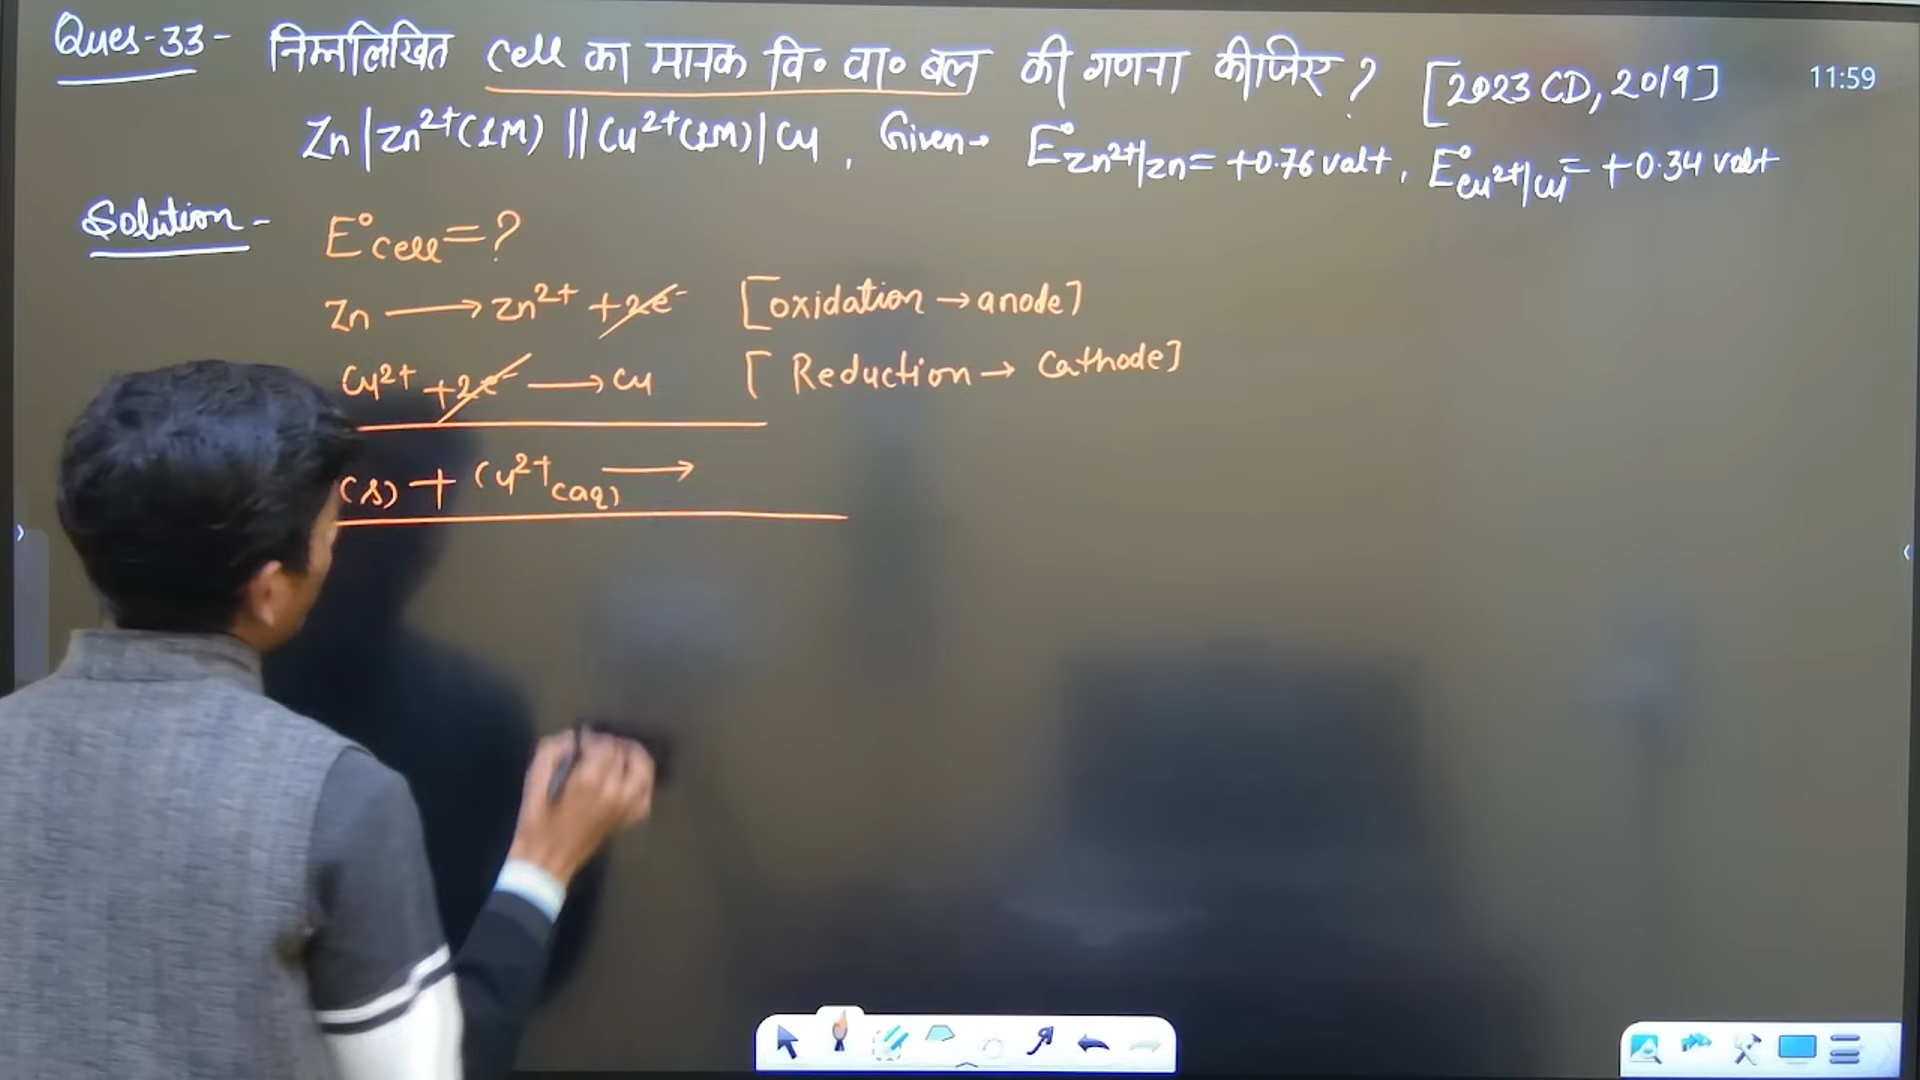 Ques-33- निम्नलिखित cell का मानक वि० वा० बल की गणना कीजिए ? [2023 CD, 2019]
11:59
Zn|Zn²⁺(1M) || Cu²⁺(1M)|Cu , Given→ E°Zn²⁺/Zn = +0.76 valt, E°Cu²⁺/Cu = +0.34 valt
Solution-
E°cell = ?
Zn ⟶ Zn²⁺ + 2e⁻ [oxidation → anode]
Cu²⁺ + 2e⁻ ⟶ Cu [Reduction → Cathode]
(s) + Cu²⁺(aq) ⟶